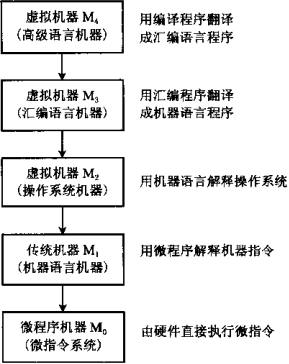 虚拟机器 M₄
(高级语言机器)
用编译程序翻译
成汇编语言程序
虚拟机器 M₃
(汇编语言机器)
用汇编程序翻译
成机器语言程序
虚拟机器 M₂
(操作系统机器)
用机器语言解释操作系统
传统机器 M₁
(机器语言机器)
用微程序解释机器指令
微程序机器 M₀
(微指令系统)
由硬件直接执行微指令